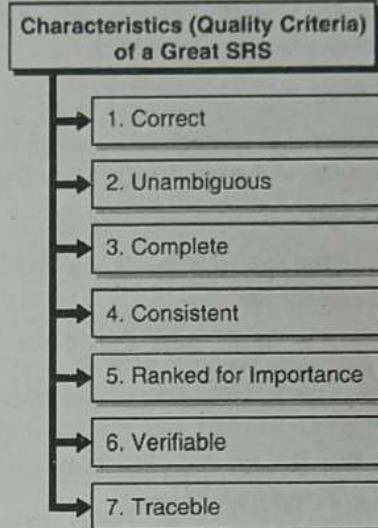 Characteristics (Quality Criteria)
of a Great SRS
1. Correct
2. Unambiguous
3. Complete
4. Consistent
5. Ranked for Importance
6. Verifiable
7. Traceble